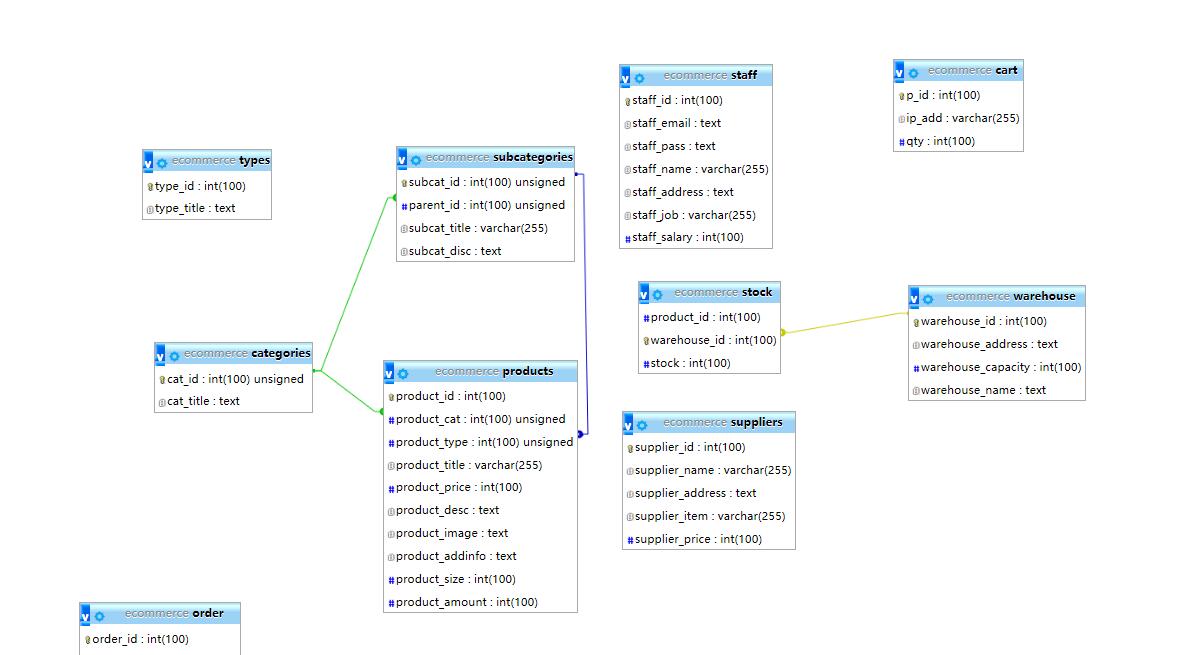 ecommerce types
type_id : int(100)
type_title : text
ecommerce subcategories
subcat_id : int(100) unsigned
parent_id : int(100) unsigned
subcat_title : varchar(255)
subcat_disc : text
ecommerce staff
staff_id : int(100)
staff_email : text
staff_pass : text
staff_name : varchar(255)
staff_address : text
staff_job : varchar(255)
#staff_salary : int(100)
ecommerce cart
p_id : int(100)
ip_add : varchar(255)
#qty : int(100)
ecommerce categories
cat_id : int(100) unsigned
cat_title : text
ecommerce products
product_id : int(100)
#product_cat : int(100) unsigned
#product_type : int(100) unsigned
product_title : varchar(255)
#product_price : int(100)
product_desc : text
product_image : text
product_addinfo : text
#product_size : int(100)
#product_amount : int(100)
ecommerce stock
#product_id : int(100)
warehouse_id : int(100)
#stock : int(100)
ecommerce warehouse
warehouse_id : int(100)
warehouse_address : text
#warehouse_capacity : int(100)
warehouse_name : text
ecommerce suppliers
supplier_id : int(100)
supplier_name : varchar(255)
supplier_address : text
supplier_item : varchar(255)
#supplier_price : int(100)
ecommerce order
order_id : int(100)